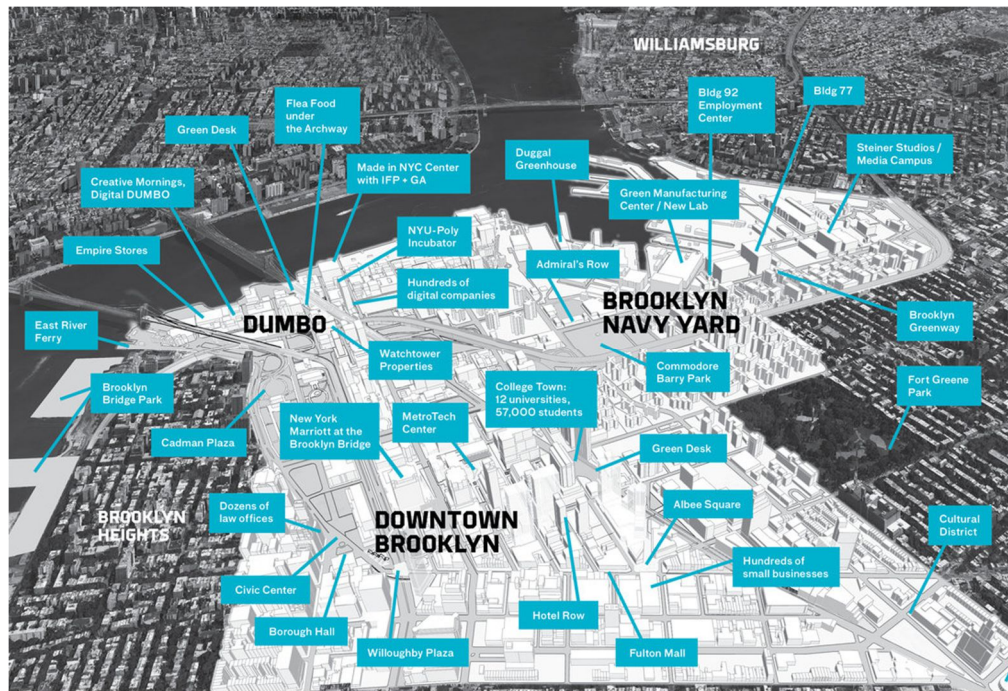 WILLIAMSBURG
Bldg 92
Employment
Center
Bldg 77
Flea Food
under
the Archway
Green Desk
Steiner Studios /
Media Campus
Duggal
Greenhouse
Made in NYC Center
with IFP + GA
Creative Mornings,
Digital DUMBO
Green Manufacturing
Center / New Lab
NYU-Poly
Incubator
Empire Stores
Admiral's Row
Hundreds of
digital companies
BROOKLYN
NAVY YARD
DUMBO
Brooklyn
Greenway
East River
Ferry
Watchtower
Properties
Commodore
Barry Park
Fort Greene
Park
Brooklyn
Bridge Park
College Town:
12 universities,
57,000 students
New York
Marriott at the
Brooklyn Bridge
MetroTech
Center
Cadman Plaza
Green Desk
Albee Square
Dozens of
law offices
BROOKLYN
HEIGHTS
DOWNTOWN
BROOKLYN
Cultural
District
Hundreds of
small businesses
Civic Center
Hotel Row
Borough Hall
Willoughby Plaza
Fulton Mall